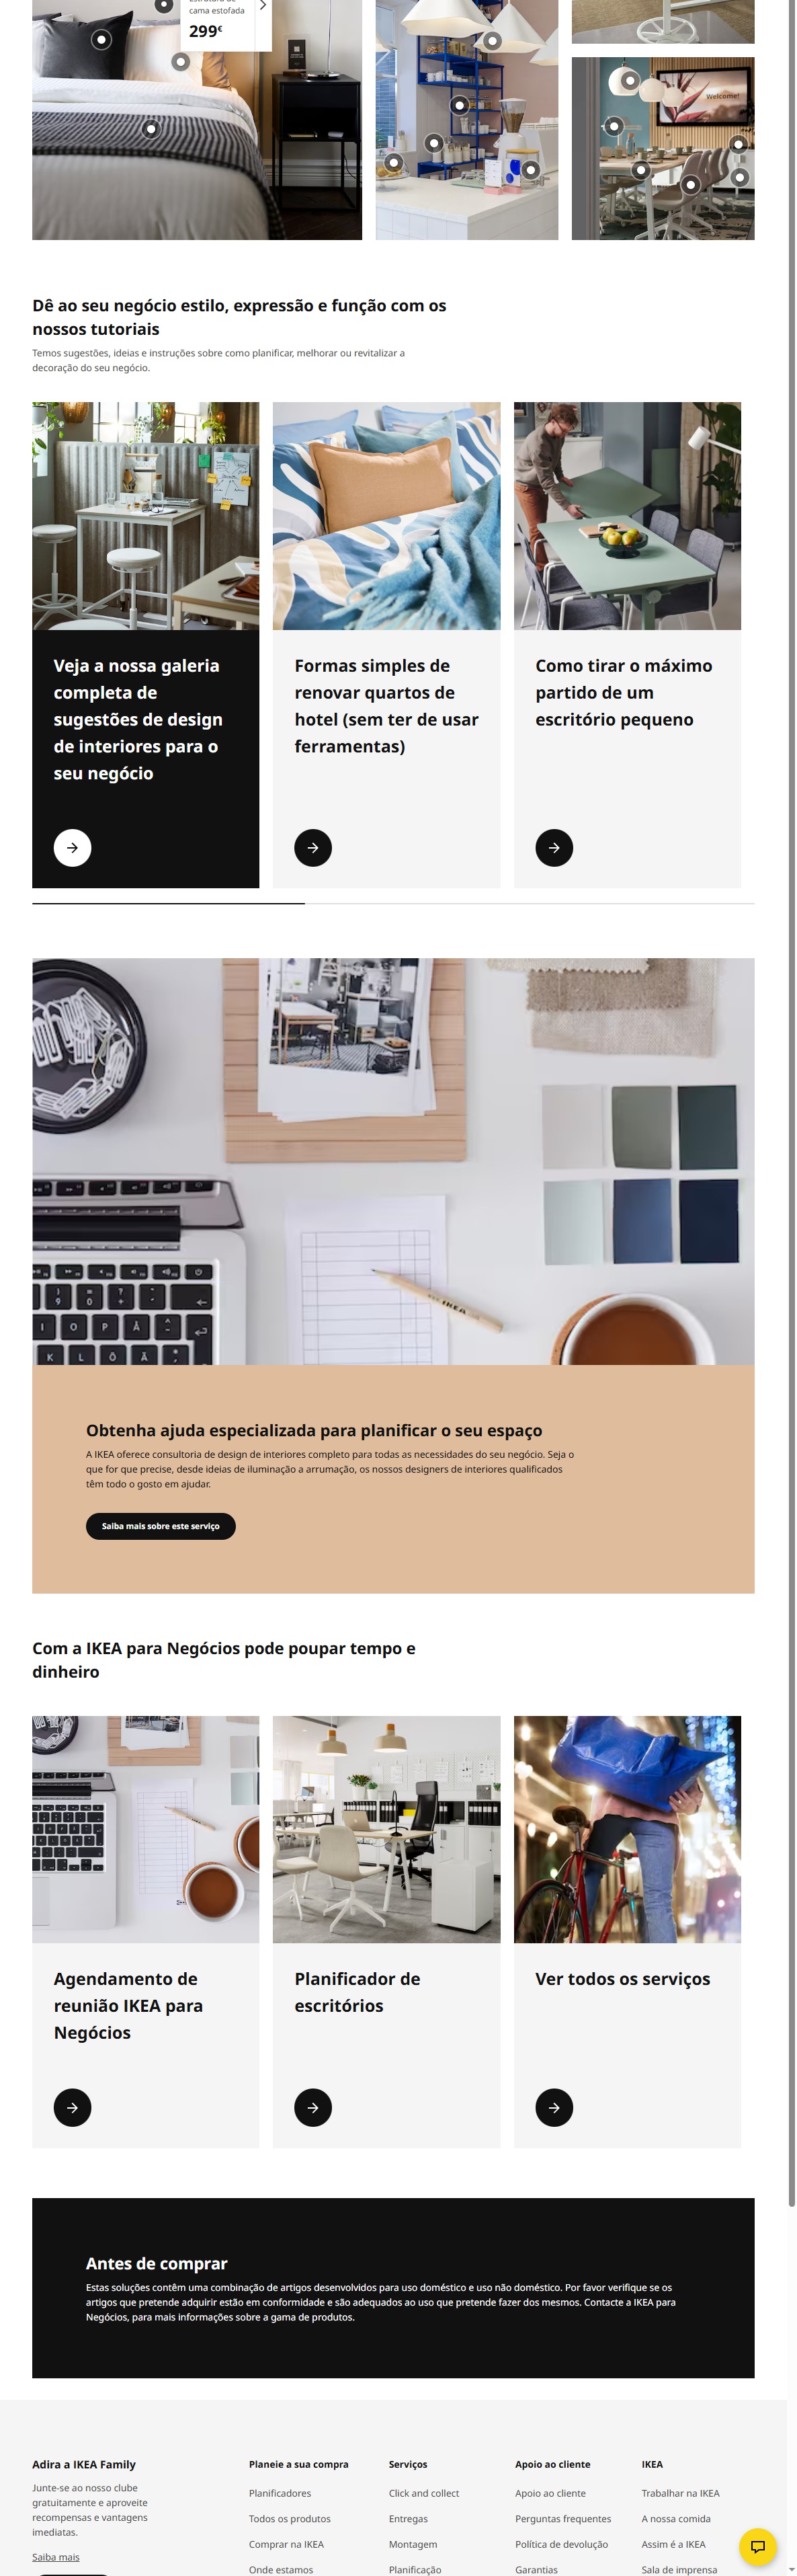 cama estofada
299€
Welcome!
Dê ao seu negócio estilo, expressão e função com os
nossos tutoriais
Temos sugestões, ideias e instruções sobre como planificar, melhorar ou revitalizar a
decoração do seu negócio.
Veja a nossa galeria
completa de
sugestões de design
de interiores para o
seu negócio
Formas simples de
renovar quartos de
hotel (sem ter de usar
ferramentas)
Como tirar o máximo
partido de um
escritório pequeno
I O P Å
K L Ö Ä
IKEA
Obtenha ajuda especializada para planificar o seu espaço
A IKEA oferece consultoria de design de interiores completo para todas as necessidades do seu negócio. Seja o
que for que precise, desde ideias de iluminação a arrumação, os nossos designers de interiores qualificados
têm todo o gosto em ajudar.
Saiba mais sobre este serviço
Com a IKEA para Negócios pode poupar tempo e
dinheiro
Agendamento de
reunião IKEA para
Negócios
Planificador de
escritórios
Ver todos os serviços
Antes de comprar
Estas soluções contêm uma combinação de artigos desenvolvidos para uso doméstico e uso não doméstico. Por favor verifique se os
artigos que pretende adquirir estão em conformidade e são adequados ao uso que pretende fazer dos mesmos. Contacte a IKEA para
Negócios, para mais informações sobre a gama de produtos.
Adira a IKEA Family
Junte-se ao nosso clube
gratuitamente e aproveite
recompensas e vantagens
imediatas.
Saiba mais
Planeie a sua compra
Planificadores
Todos os produtos
Comprar na IKEA
Onde estamos
Serviços
Click and collect
Entregas
Montagem
Planificação
Apoio ao cliente
Apoio ao cliente
Perguntas frequentes
Política de devolução
Garantias
IKEA
Trabalhar na IKEA
A nossa comida
Assim é a IKEA
Sala de imprensa